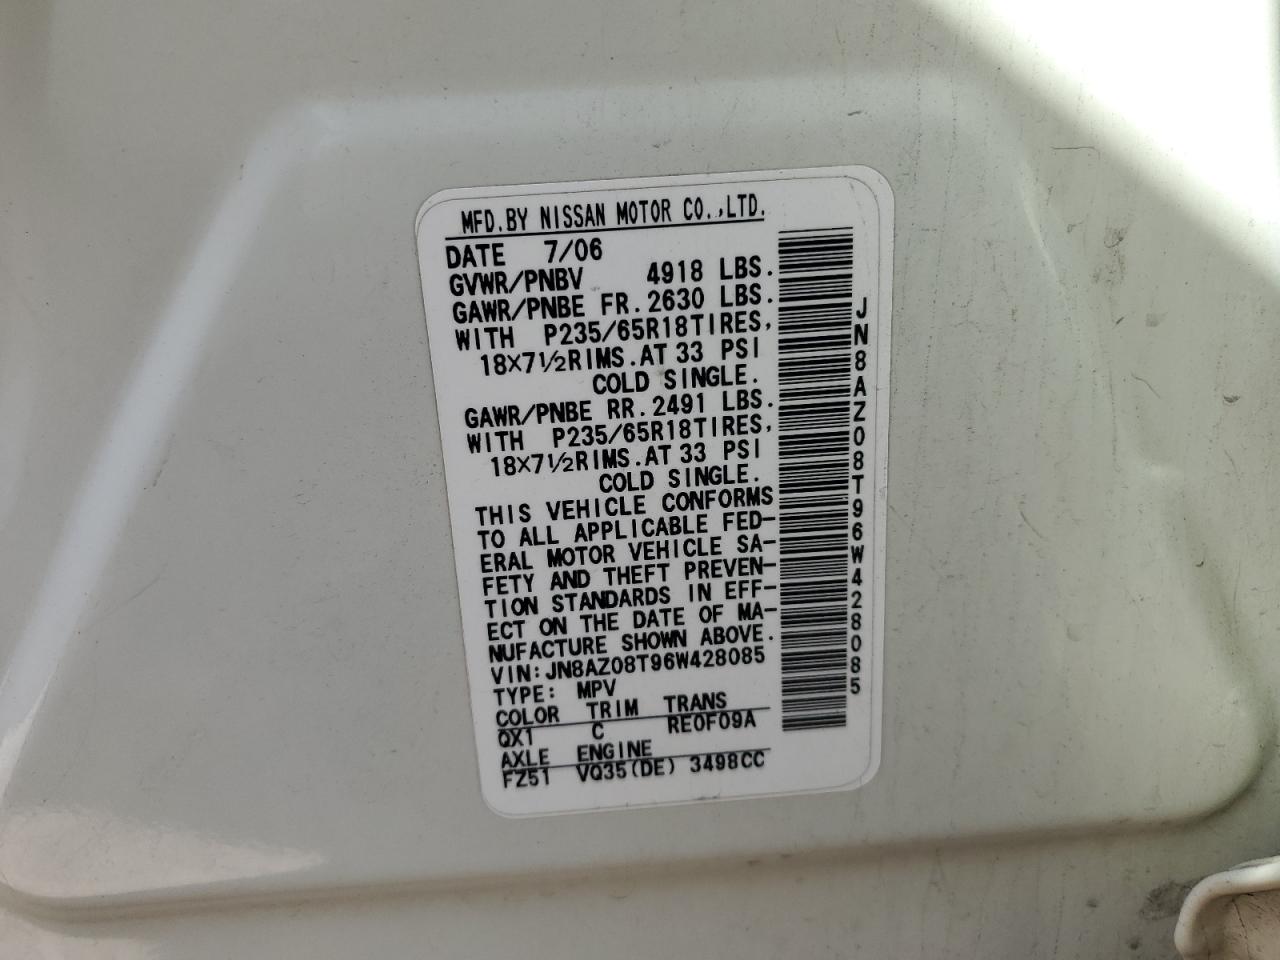 MFD.BY NISSAN MOTOR CO.,LTD.
DATE 7/06
GVWR/PNBV 4918 LBS.
GAWR/PNBE FR.2630 LBS.
WITH P235/65R18TIRES,
18×7½RIMS.AT 33 PSI
COLD SINGLE.
GAWR/PNBE RR.2491 LBS.
WITH P235/65R18TIRES,
18×7½RIMS.AT 33 PSI
COLD SINGLE.
THIS VEHICLE CONFORMS
TO ALL APPLICABLE FED-
ERAL MOTOR VEHICLE SA-
FETY AND THEFT PREVEN-
TION STANDARDS IN EFF-
ECT ON THE DATE OF MA-
NUFACTURE SHOWN ABOVE.
VIN:JN8AZ08T96W428085
TYPE: MPV
COLOR TRIM TRANS
QX1 C RE0F09A
AXLE ENGINE
FZ51 VQ35(DE) 3498CC
JN8AZ08T96W428085